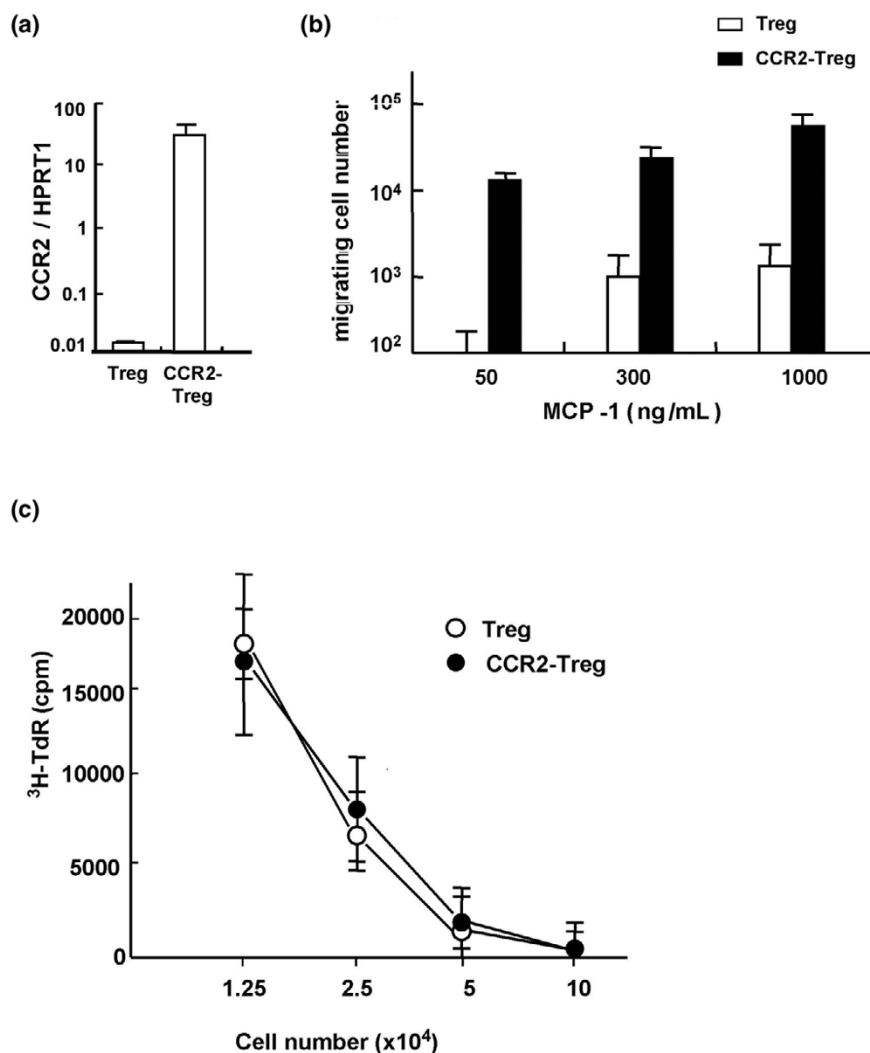 (a)
CCR2 / HPRT1
100
10
1
0.1
0.01
Treg
CCR2-
Treg
(b)
Treg
CCR2-Treg
migrating cell number
10⁵
10⁴
10³
10²
50
300
1000
MCP -1 ( ng/mL )
(c)
³H-TdR (cpm)
20000
15000
10000
5000
0
Treg
CCR2-Treg
1.25
2.5
5
10
Cell number (x10⁴)